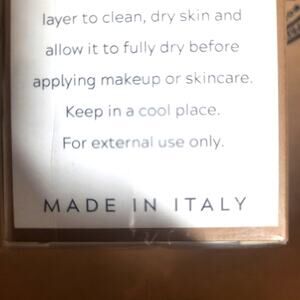 layer to clean, dry skin and
allow it to fully dry before
applying makeup or skincare.
Keep in a cool place.
For external use only.
MADE IN ITALY